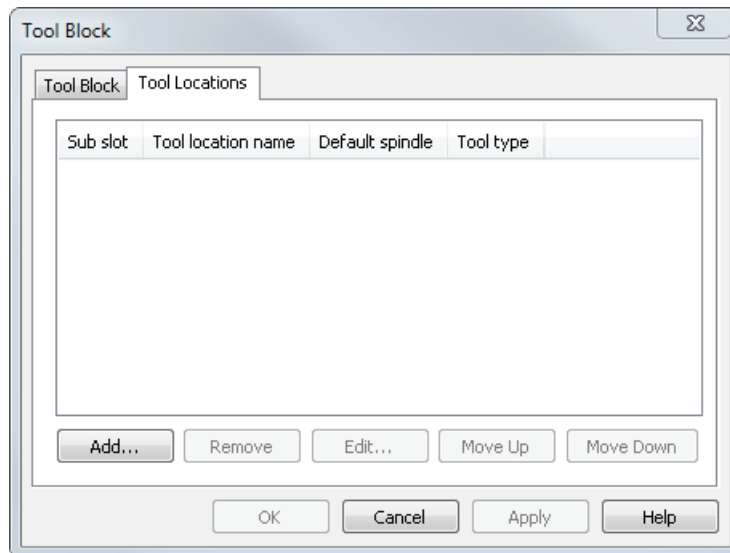 Tool Block
Tool Block Tool Locations
Sub slot Tool location name Default spindle Tool type
Add... Remove Edit... Move Up Move Down
OK Cancel Apply Help